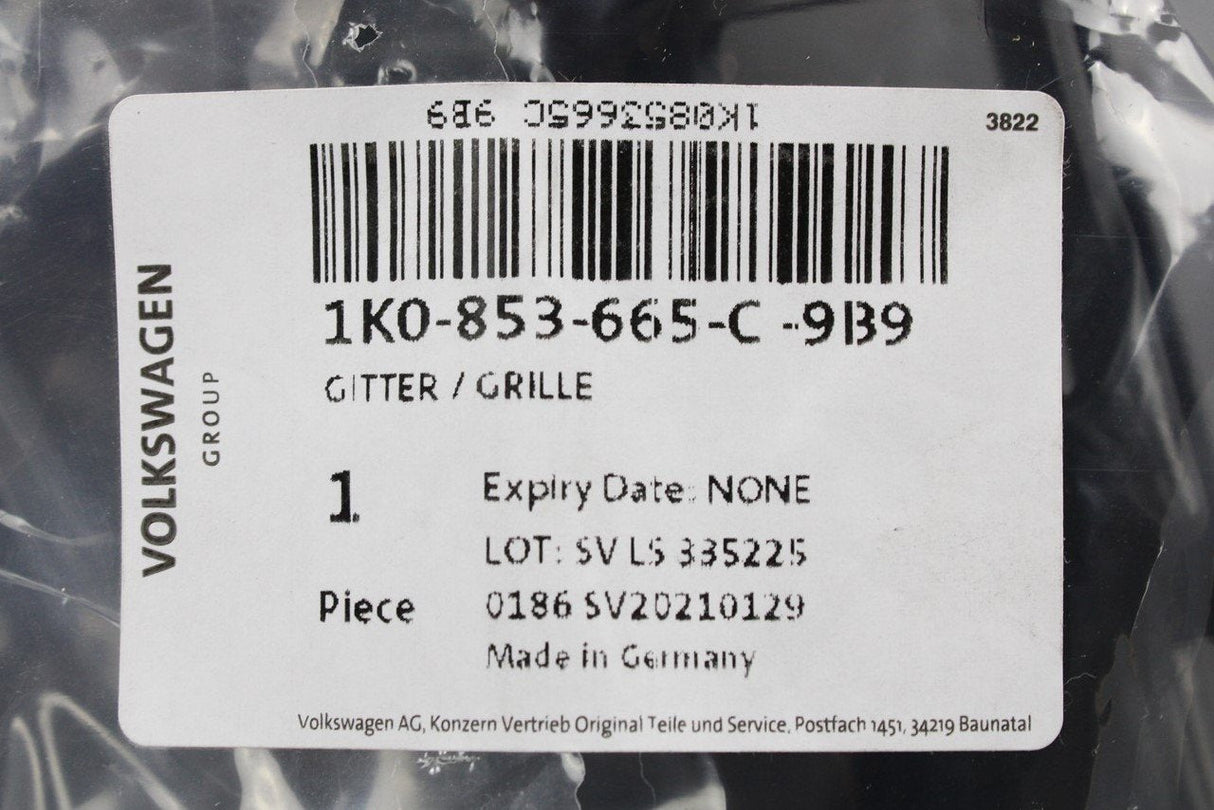 1K0853665C 9B9
3822
1K0-853-665-C -9B9
GITTER / GRILLE
VOLKSWAGEN
GROUP
1
Piece
Expiry Date: NONE
LOT: SV LS 335225
0186 SV20210129
Made in Germany
Volkswagen AG, Konzern Vertrieb Original Teile und Service, Postfach 1451, 34219 Baunatal